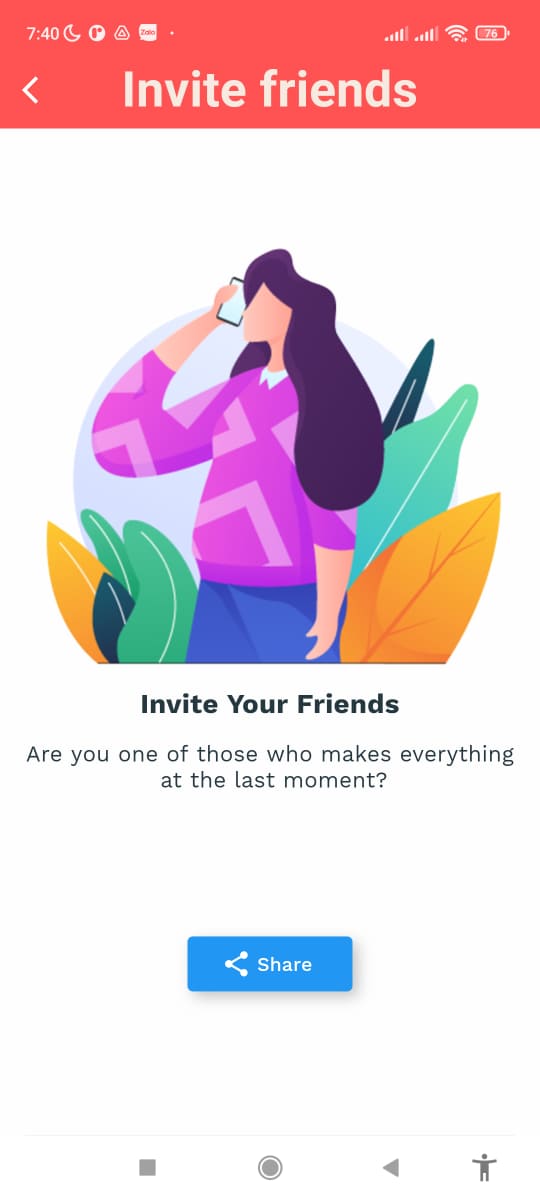 7:40
Zalo
76
Invite friends
Invite Your Friends
Are you one of those who makes everything
at the last moment?
Share